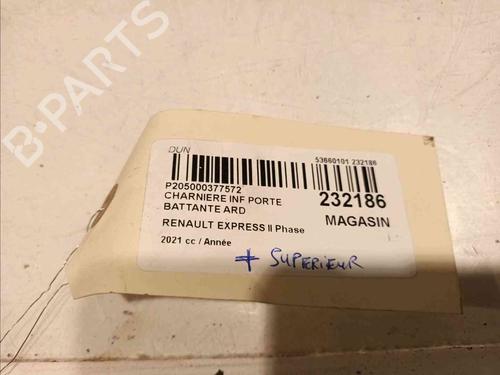 B-PARTS
DUN
53660101 232186
P205000377572
CHARNIERE INF PORTE
BATTANTE ARD
232186
MAGASIN
RENAULT EXPRESS II Phase
2021 cc / Année
+ SUPERIEUR